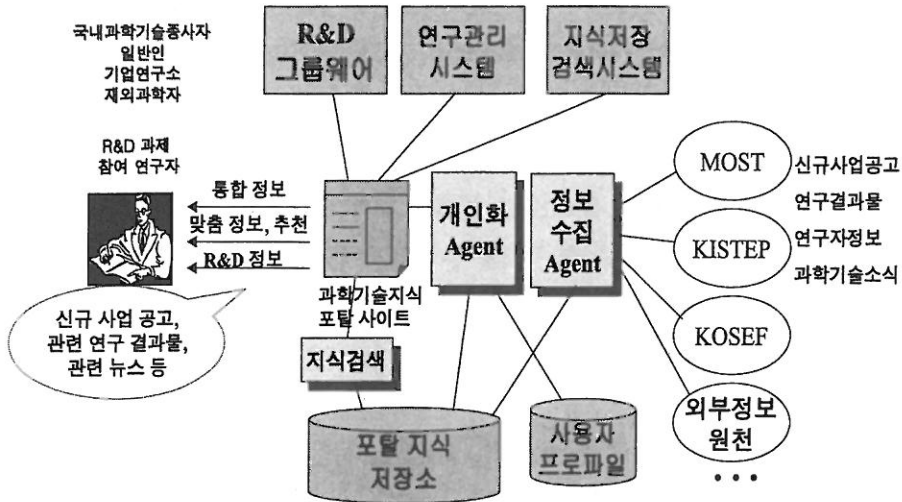 국내과학기술종사자
일반인
기업연구소
재외과학자
R&D 과제
참여 연구자
R&D
그룹웨어
연구관리
시스템
지식저장
검색시스템
통합 정보
맞춤 정보, 추천
R&D 정보
신규 사업 공고,
관련 연구 결과물,
관련 뉴스 등
과학기술지식
포탈 사이트
지식검색
개인화
Agent
정보
수집
Agent
MOST
KISTEP
KOSEF
외부정보
원천
• • •
신규사업공고
연구결과물
연구자정보
과학기술소식
포탈 지식
저장소
사용자
프로파일